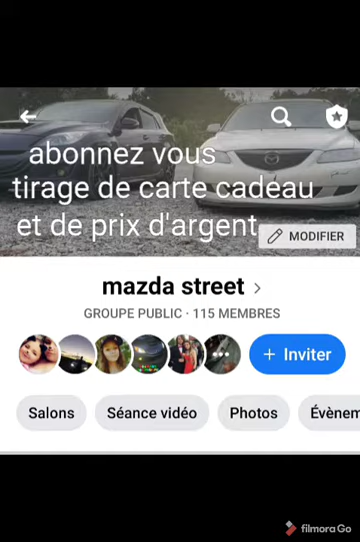 abonnez vous
tirage de carte cadeau
et de prix d'argent
MODIFIER
mazda street
GROUPE PUBLIC · 115 MEMBRES
+ Inviter
Salons
Séance vidéo
Photos
Évènem
filmora Go